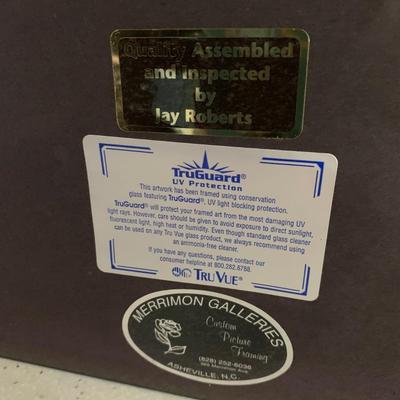 Quality Assembled
and Inspected
by
Jay Roberts
TruGuard®
UV Protection
This artwork has been framed using conservation
glass featuring TruGuard®, UV light blocking protection.
TruGuard® will protect your framed art from the most damaging UV
light rays. However, care should be given to avoid exposure to direct sunlight,
fluorescent light, high heat or humidity. Even though standard glass cleaner
can be used on any Tru Vue glass product, we always recommend using
an ammonia-free cleaner.
If you have any questions, please contact our
consumer helpline at 800.282.8788.
TRU VUE®
MERRIMON GALLERIES
Custom
Picture
Framing
(828) 252-6036
365 Merrimon Ave.
ASHEVILLE, N.C.